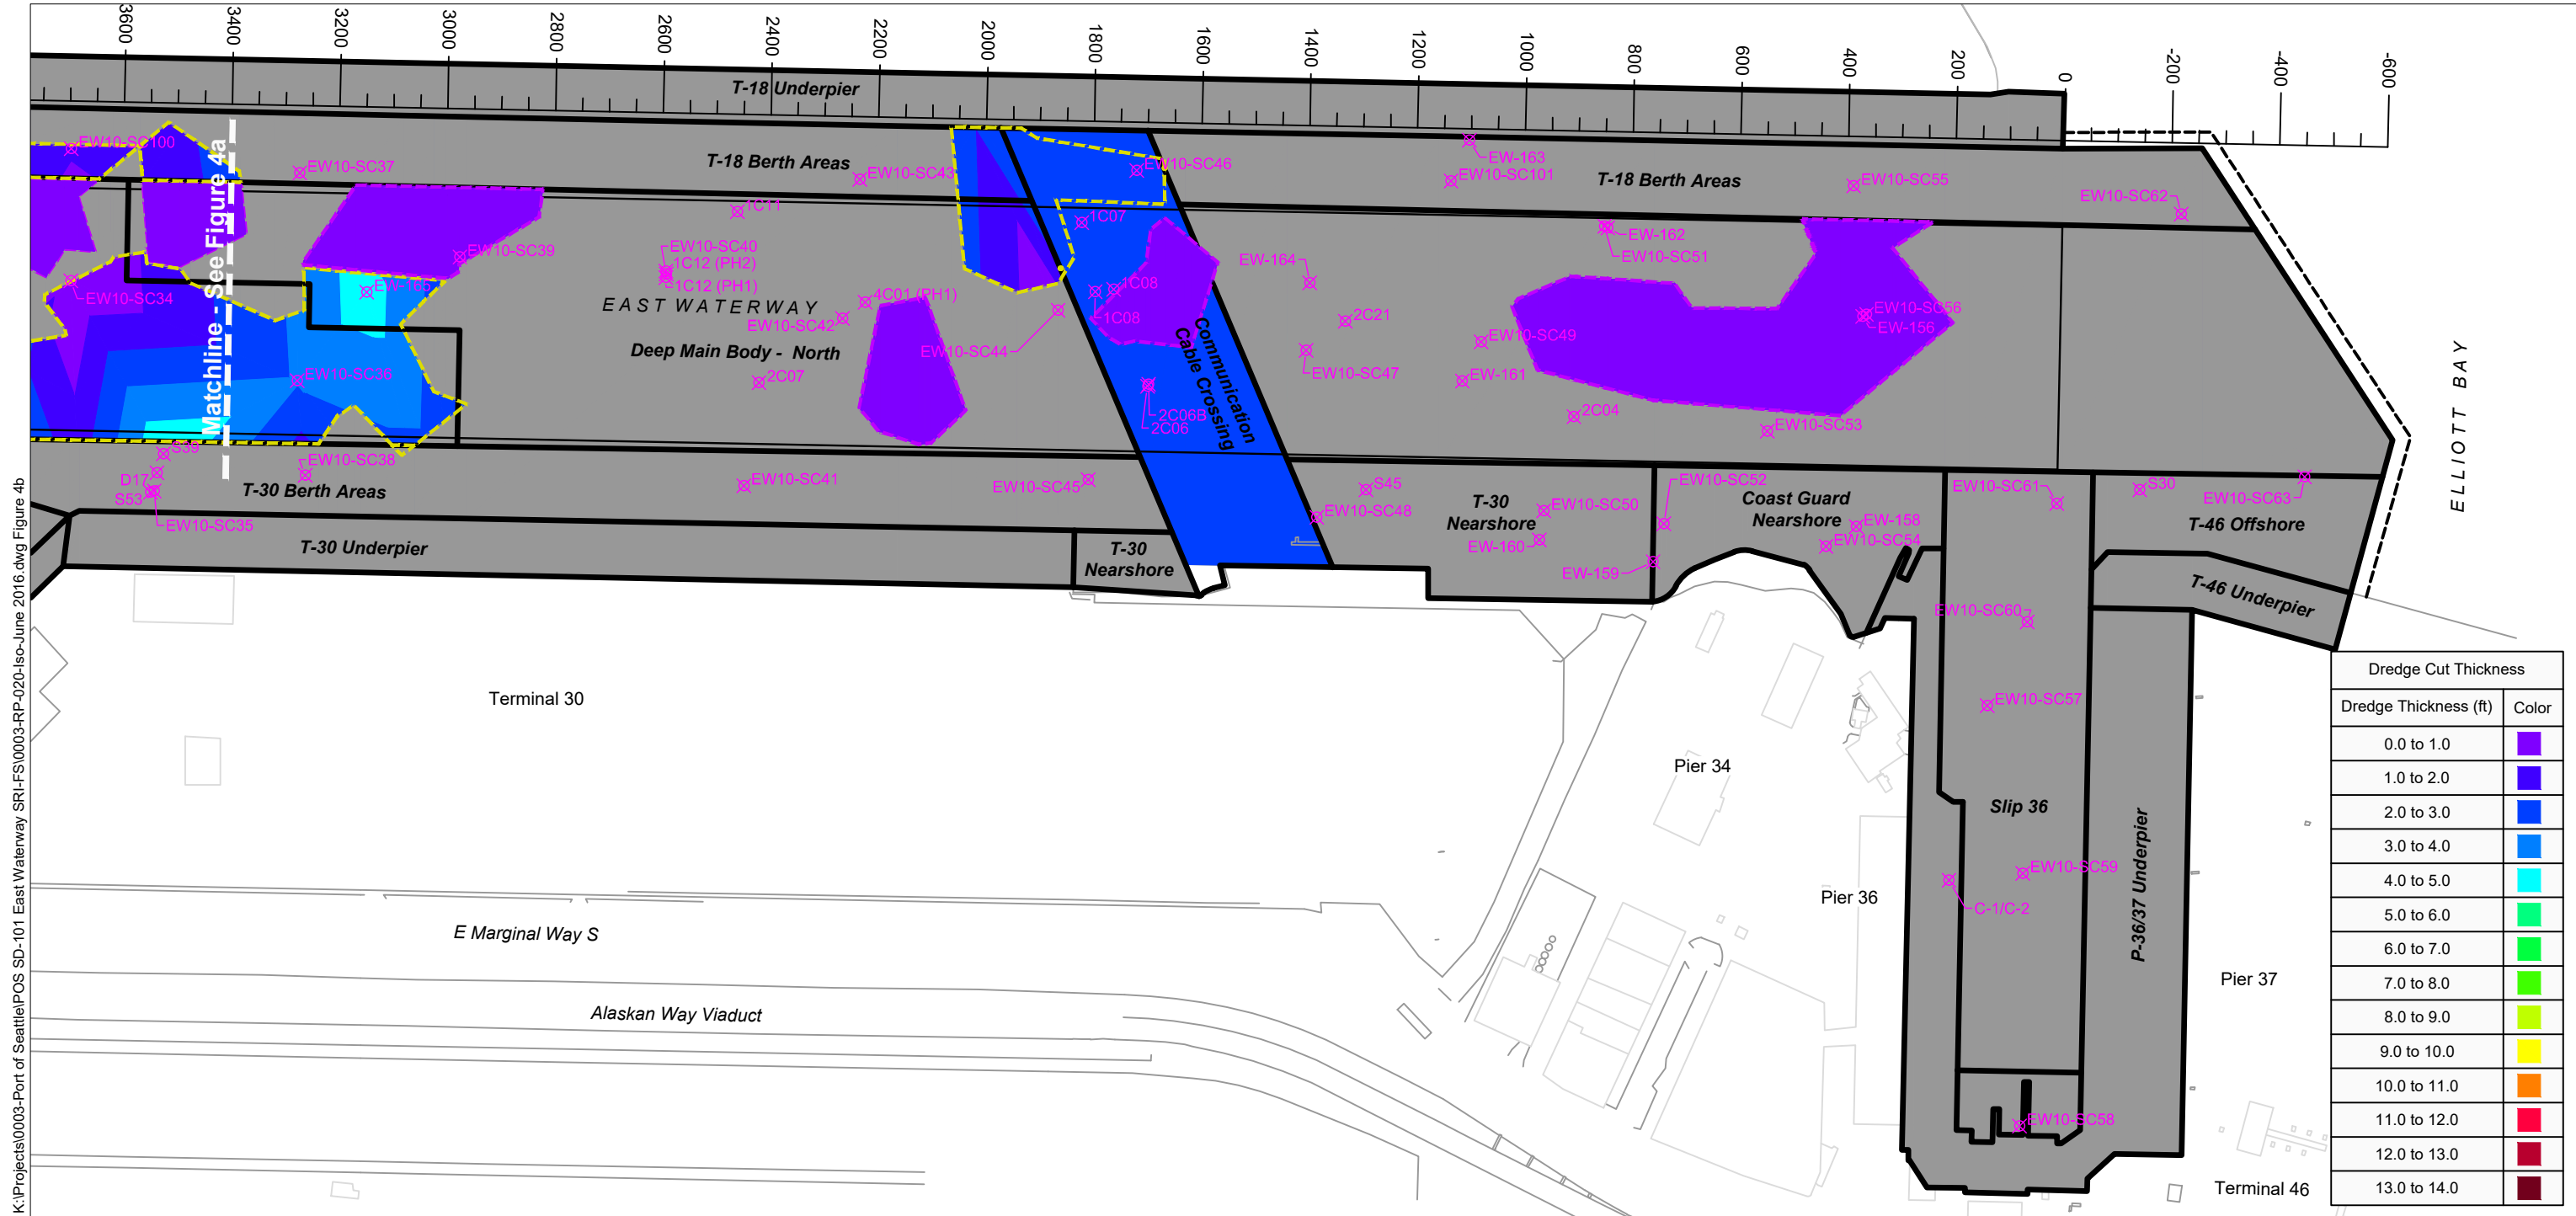 3600
3400
3200
3000
2800
2600
2400
2200
2000
1800
1600
1400
1200
1000
800
600
400
200
0
-200
-400
-600
T-18 Underpier
T-18 Berth Areas
T-18 Berth Areas
EW10-SC100
EW10-SC37
EW10-SC43
EW10-SC46
EW-163
EW10-SC101
EW10-SC55
EW10-SC62
1C11
1C07
EW-162
EW10-SC51
EW10-SC39
EW10-SC40
1C12 (PH2)
1C12 (PH1)
EW-164
EW10-SC34
EW-165
4C01 (PH1)
1C08
1C08
EAST WATERWAY
EW10-SC42
2C21
EW10-SC56
EW-156
Deep Main Body - North
EW10-SC44
EW10-SC49
Communication
Cable Crossing
EW10-SC47
EW10-SC36
2C07
EW-161
2C06B
2C06
2C04
EW10-SC53
Matchline - See Figure 4a
ELLIOTT BAY
S39
D17
S53
EW10-SC35
EW10-SC38
T-30 Berth Areas
EW10-SC41
EW10-SC45
S45
EW10-SC48
T-30
Nearshore
EW10-SC50
EW-160
EW10-SC52
EW-159
Coast Guard
Nearshore
EW-158
EW10-SC54
EW10-SC61
S30
EW10-SC63
T-46 Offshore
T-30 Underpier
T-30
Nearshore
T-46 Underpier
EW10-SC60
EW10-SC57
Terminal 30
Pier 34
Slip 36
EW10-SC59
C-1/C-2
Pier 36
P-36/37 Underpier
Pier 37
E Marginal Way S
Alaskan Way Viaduct
EW10-SC58
Terminal 46
Dredge Cut Thickness
Dredge Thickness (ft) Color
0.0 to 1.0
1.0 to 2.0
2.0 to 3.0
3.0 to 4.0
4.0 to 5.0
5.0 to 6.0
6.0 to 7.0
7.0 to 8.0
8.0 to 9.0
9.0 to 10.0
10.0 to 11.0
11.0 to 12.0
12.0 to 13.0
13.0 to 14.0
K:\Projects\0003-Port of Seattle\POS SD-101 East Waterway SRI-FS\0003-RP-020-Iso-June 2016.dwg Figure 4b